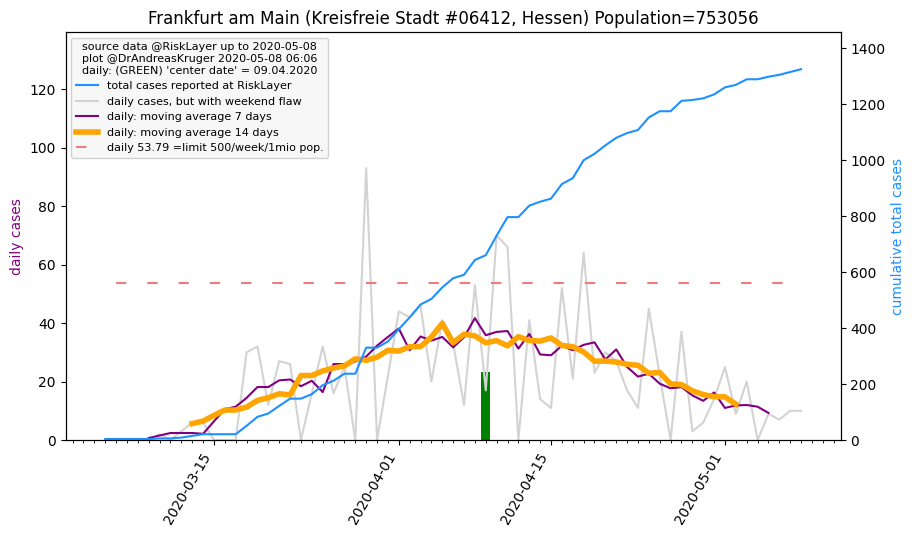 Frankfurt am Main (Kreisfreie Stadt #06412, Hessen) Population=753056
source data @RiskLayer up to 2020-05-08
plot @DrAndreasKruger 2020-05-08 06:06
daily: (GREEN) 'center date' = 09.04.2020
total cases reported at RiskLayer
daily cases, but with weekend flaw
daily: moving average 7 days
daily: moving average 14 days
daily 53.79 =limit 500/week/1mio pop.
daily cases
0
20
40
60
80
100
120
cumulative total cases
0
200
400
600
800
1000
1200
1400
2020-03-15
2020-04-01
2020-04-15
2020-05-01